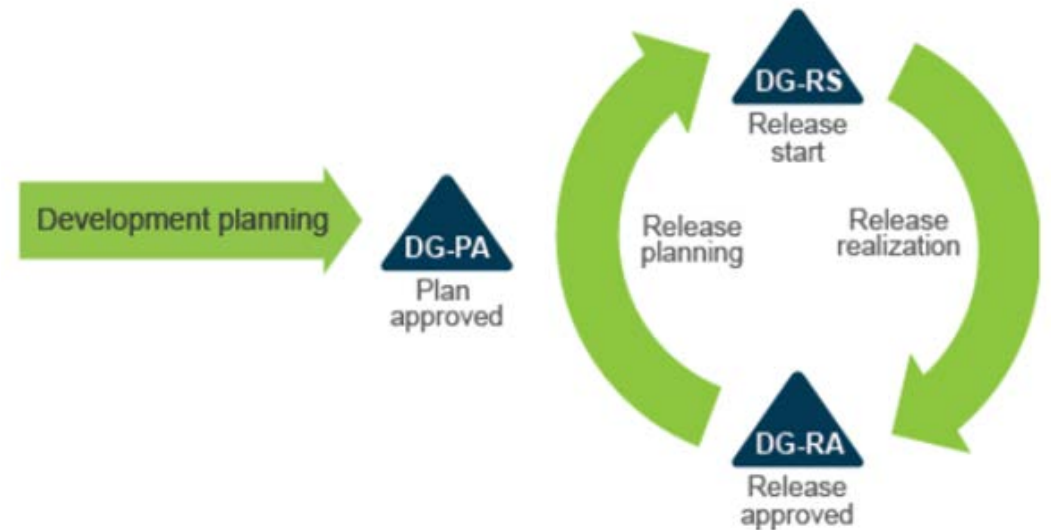 DG-RS
Release
start
Development planning
DG-PA
Plan
approved
Release
planning
Release
realization
DG-RA
Release
approved